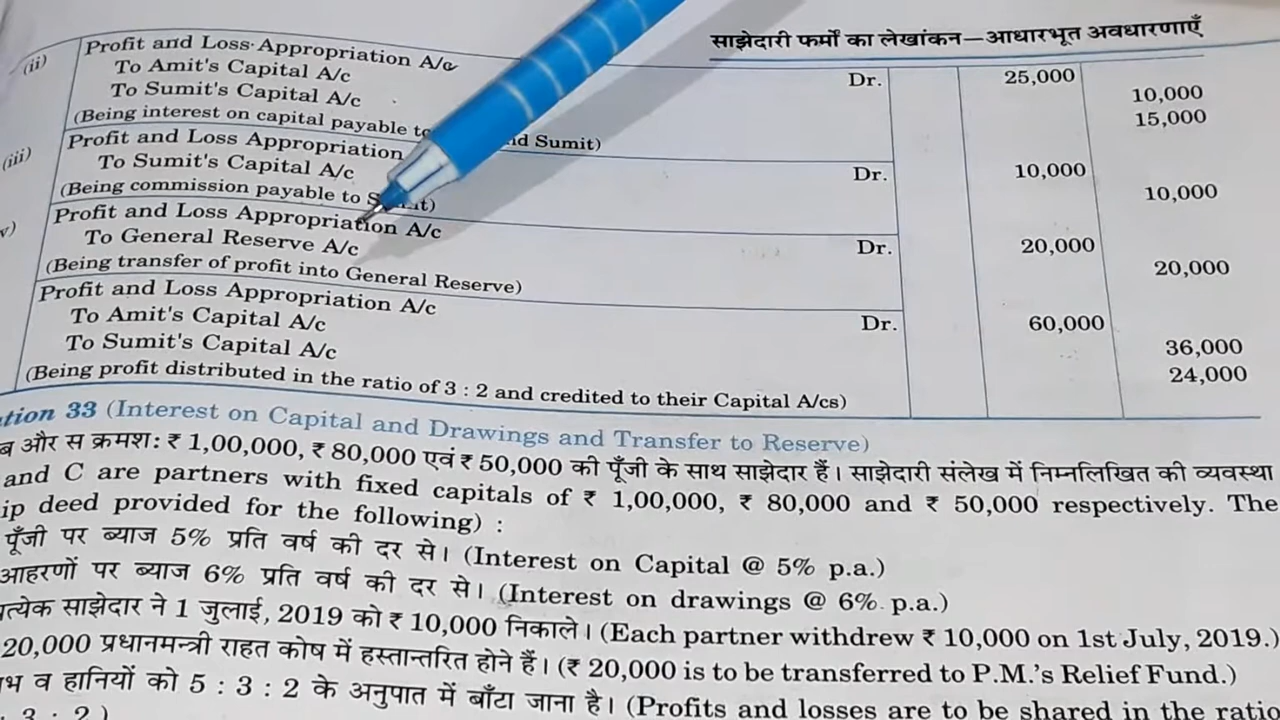 साझेदारी फर्मों का लेखांकन—आधारभूत अवधारणाएँ
(ii) Profit and Loss Appropriation A/c Dr. 25,000
To Amit's Capital A/c 10,000
To Sumit's Capital A/c 15,000
(Being interest on capital payable to Sumit)
(iii) Profit and Loss Appropriation Dr. 10,000
To Sumit's Capital A/c 10,000
(Being commission payable to
Profit and Loss Appropriation A/c Dr. 20,000
To General Reserve A/c 20,000
(Being transfer of profit into General Reserve)
Profit and Loss Appropriation A/c Dr. 60,000
To Amit's Capital A/c 36,000
To Sumit's Capital A/c 24,000
(Being profit distributed in the ratio of 3 : 2 and credited to their Capital A/cs)
33 (Interest on Capital and Drawings and Transfer to Reserve)
ब और स क्रमश: ₹ 1,00,000, ₹ 80,000 एवं ₹ 50,000 की पूँजी के साथ साझेदार हैं। साझेदारी संलेख में निम्नलिखित की व्यवस्था
and C are partners with fixed capitals of ₹ 1,00,000, ₹ 80,000 and ₹ 50,000 respectively. The
deed provided for the following) :
पूँजी पर ब्याज 5% प्रति वर्ष की दर से। (Interest on Capital @ 5% p.a.)
आहरणों पर ब्याज 6% प्रति वर्ष की दर से। (Interest on drawings @ 6% p.a.)
साझेदार ने 1 जुलाई, 2019 को ₹ 10,000 निकाले। (Each partner withdrew ₹ 10,000 on 1st July, 2019.)
20,000 प्रधानमन्त्री राहत कोष में हस्तान्तरित होने हैं। (₹ 20,000 is to be transferred to P.M.'s Relief Fund.)
व हानियों को 5 : 3 : 2 के अनुपात में बाँटा जाना है। (Profits and losses are to be shared in the ratio
3 : 2.)